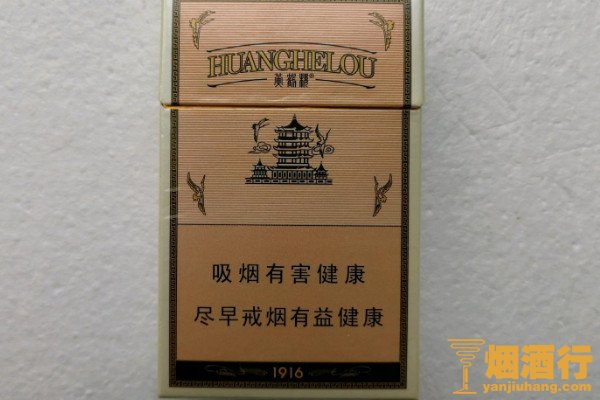 HUANGHELOU
黄鹤楼®
吸烟有害健康
尽早戒烟有益健康
1916
烟酒行
yanjiuhang.com